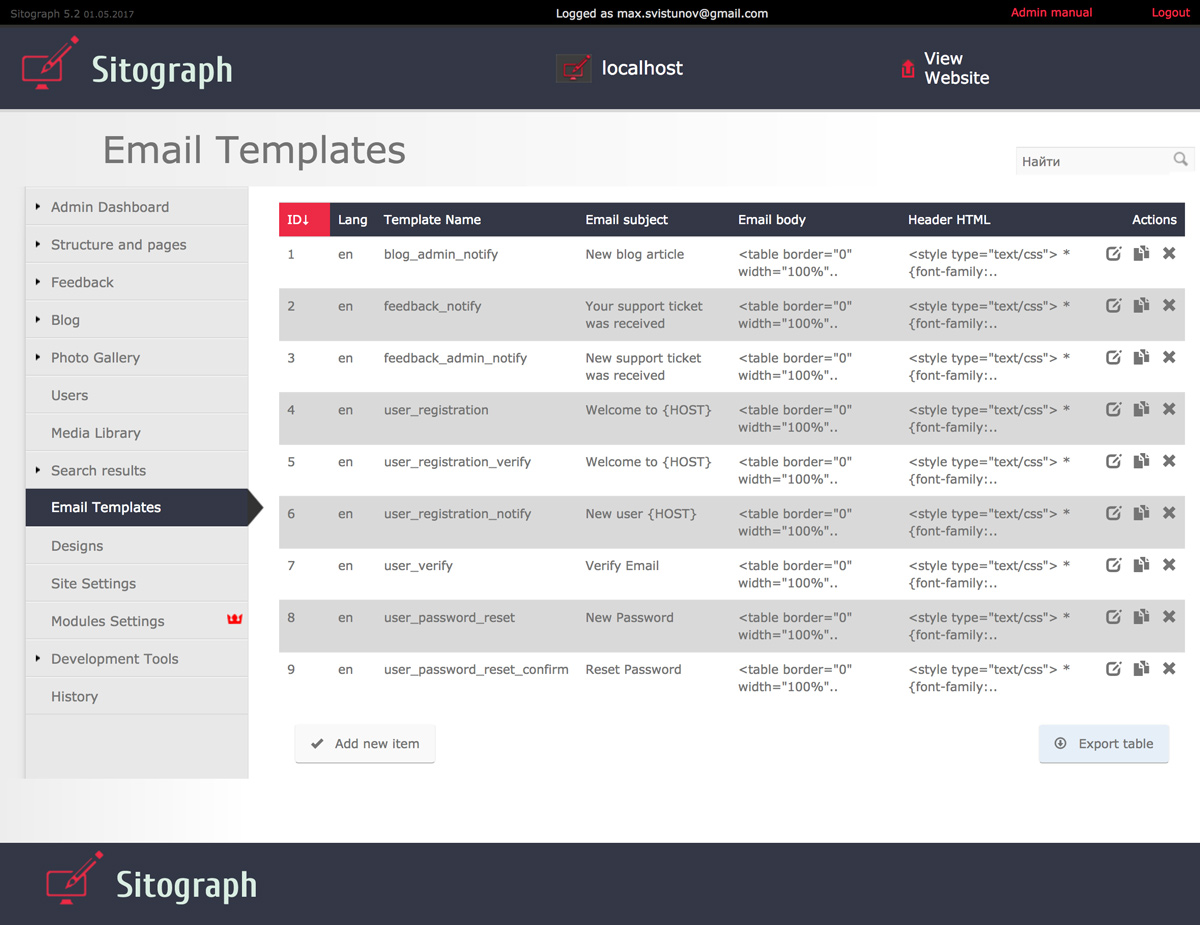 Sitograph 5.2 01.05.2017 Logged as max.svistunov@gmail.com Admin manual Logout
Sitograph localhost View
Website
Email Templates
Найти
Admin Dashboard
Structure and pages
Feedback
Blog
Photo Gallery
Users
Media Library
Search results
Email Templates
Designs
Site Settings
Modules Settings
Development Tools
History
ID↓ Lang Template Name Email subject Email body Header HTML Actions
1 en blog_admin_notify New blog article <table border="0" <style type="text/css"> *
width="100%".. {font-family:..
2 en feedback_notify Your support ticket <table border="0" <style type="text/css"> *
was received width="100%".. {font-family:..
3 en feedback_admin_notify New support ticket <table border="0" <style type="text/css"> *
was received width="100%".. {font-family:..
4 en user_registration Welcome to {HOST} <table border="0" <style type="text/css"> *
width="100%".. {font-family:..
5 en user_registration_verify Welcome to {HOST} <table border="0" <style type="text/css"> *
width="100%".. {font-family:..
6 en user_registration_notify New user {HOST} <table border="0" <style type="text/css"> *
width="100%".. {font-family:..
7 en user_verify Verify Email <table border="0" <style type="text/css"> *
width="100%".. {font-family:..
8 en user_password_reset New Password <table border="0" <style type="text/css"> *
width="100%".. {font-family:..
9 en user_password_reset_confirm Reset Password <table border="0" <style type="text/css"> *
width="100%".. {font-family:..
Add new item Export table
Sitograph